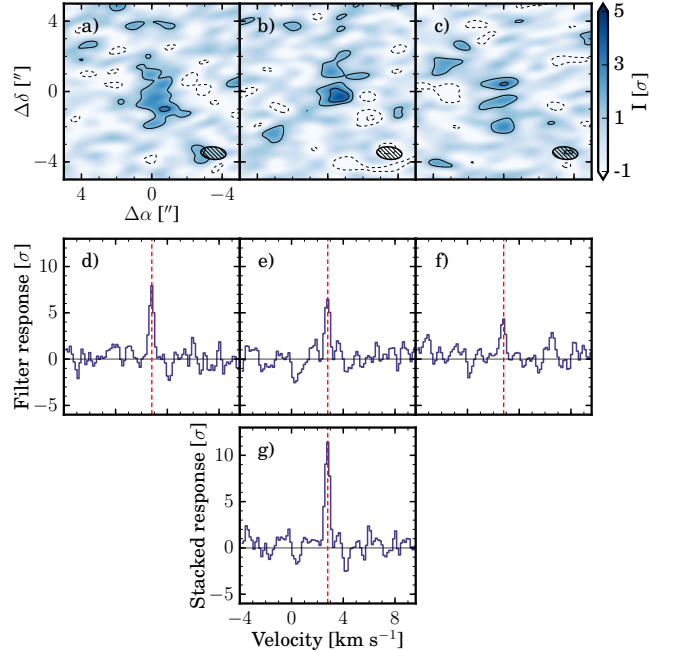 a) b) c)
4
0
−4
Δδ [″]
4 0 −4
Δα [″]
5
3
1
-1
I [σ]
d) e) f)
10
5
0
−5
Filter response [σ]
g)
10
5
0
−5
Stacked response [σ]
−4 0 4 8
Velocity [km s⁻¹]